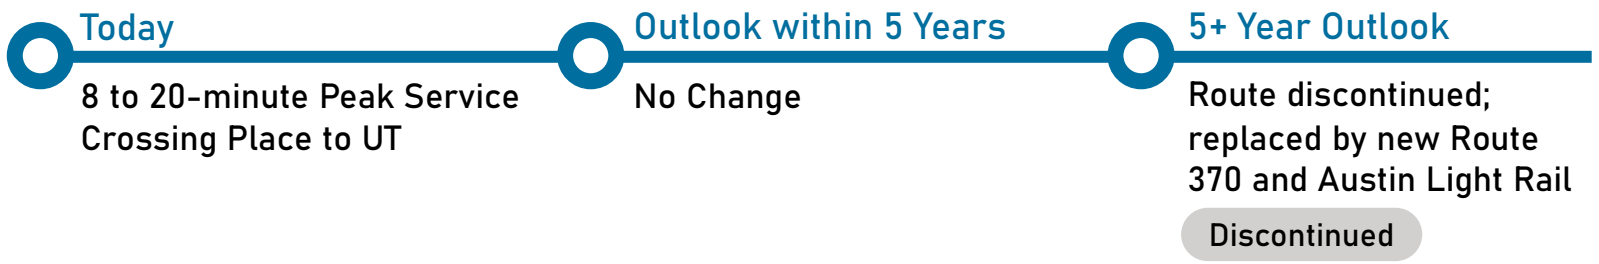 Today
8 to 20-minute Peak Service
Crossing Place to UT
Outlook within 5 Years
No Change
5+ Year Outlook
Route discontinued;
replaced by new Route
370 and Austin Light Rail
Discontinued